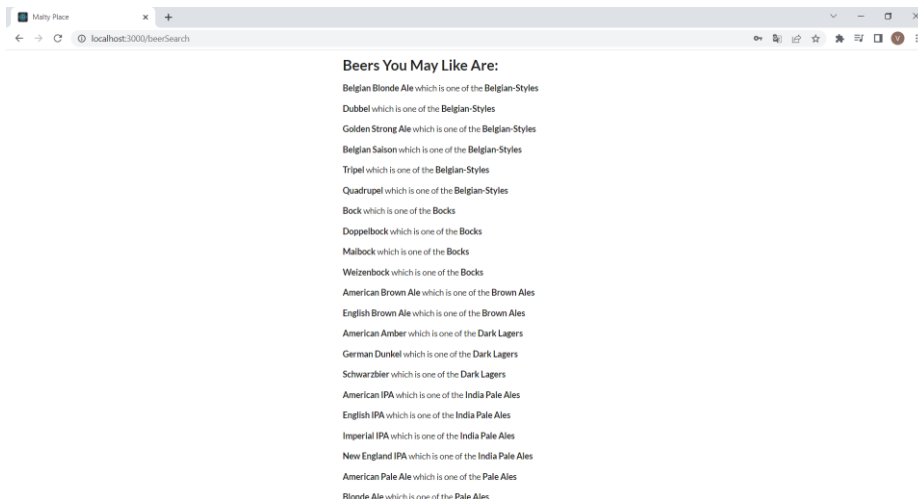 Malty Place
localhost:3000/beerSearch
V
Beers You May Like Are:
Belgian Blonde Ale which is one of the Belgian-Styles
Dubbel which is one of the Belgian-Styles
Golden Strong Ale which is one of the Belgian-Styles
Belgian Saison which is one of the Belgian-Styles
Tripel which is one of the Belgian-Styles
Quadrupel which is one of the Belgian-Styles
Bock which is one of the Bocks
Doppelbock which is one of the Bocks
Maibock which is one of the Bocks
Weizenbock which is one of the Bocks
American Brown Ale which is one of the Brown Ales
English Brown Ale which is one of the Brown Ales
American Amber which is one of the Dark Lagers
German Dunkel which is one of the Dark Lagers
Schwarzbier which is one of the Dark Lagers
American IPA which is one of the India Pale Ales
English IPA which is one of the India Pale Ales
Imperial IPA which is one of the India Pale Ales
New England IPA which is one of the India Pale Ales
American Pale Ale which is one of the Pale Ales
Blonde Ale which is one of the Pale Ales